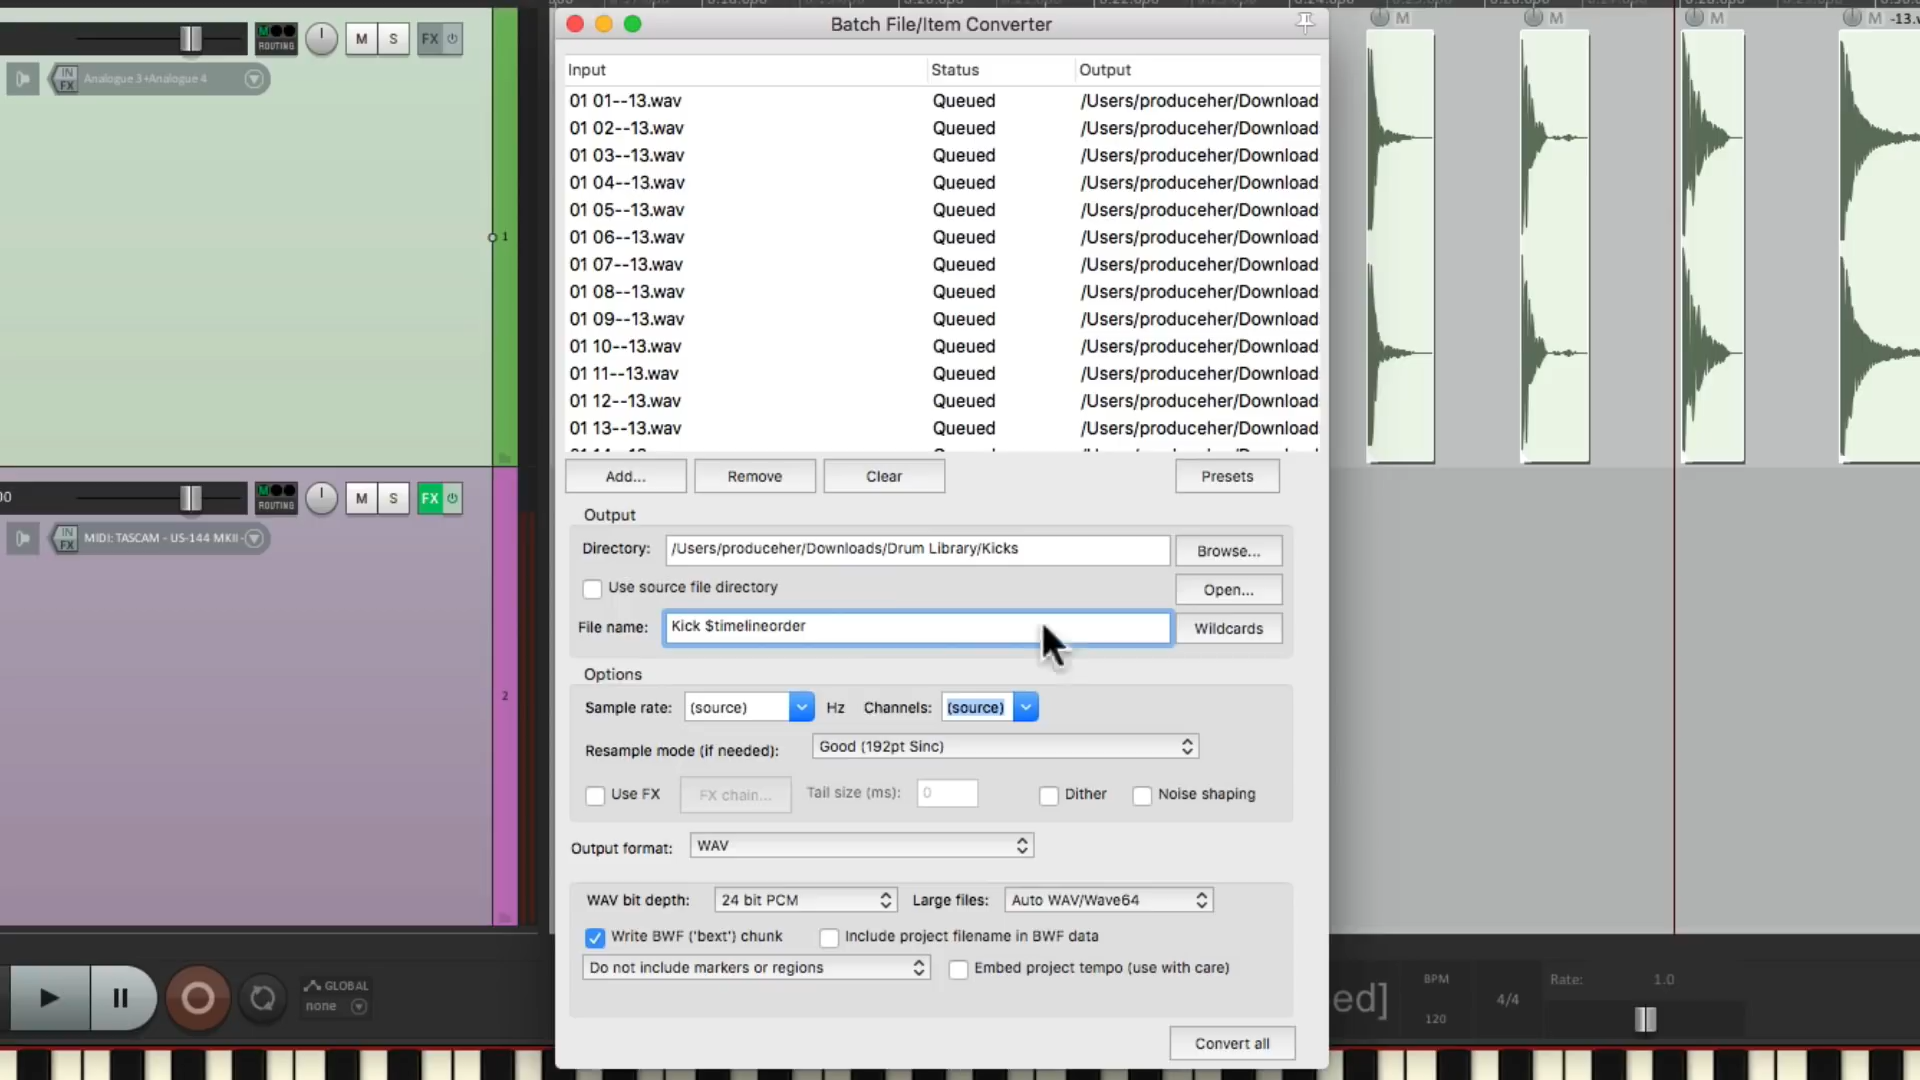 Batch File/Item Converter
M
M
M
M -13.w
ROUTING
M S FX
IN FX Analogue 3+Analogue 4
1
Input Status Output
01 01--13.wav Queued /Users/produceher/Download
01 02--13.wav Queued /Users/produceher/Download
01 03--13.wav Queued /Users/produceher/Download
01 04--13.wav Queued /Users/produceher/Download
01 05--13.wav Queued /Users/produceher/Download
01 06--13.wav Queued /Users/produceher/Download
01 07--13.wav Queued /Users/produceher/Download
01 08--13.wav Queued /Users/produceher/Download
01 09--13.wav Queued /Users/produceher/Download
01 10--13.wav Queued /Users/produceher/Download
01 11--13.wav Queued /Users/produceher/Download
01 12--13.wav Queued /Users/produceher/Download
01 13--13.wav Queued /Users/produceher/Download
Add... Remove Clear Presets
00 ROUTING M S FX
IN FX MIDI: TASCAM - US-144 MKII -
2
Output
Directory: /Users/produceher/Downloads/Drum Library/Kicks Browse...
Use source file directory Open...
File name: Kick $timelineorder Wildcards
Options
Sample rate: (source) Hz Channels: (source)
Resample mode (if needed): Good (192pt Sinc)
Use FX FX chain... Tail size (ms): 0 Dither Noise shaping
Output format: WAV
WAV bit depth: 24 bit PCM Large files: Auto WAV/Wave64
Write BWF ('bext') chunk Include project filename in BWF data
Do not include markers or regions Embed project tempo (use with care)
Convert all
GLOBAL
none
ed]
BPM
120
4/4
Rate: 1.0